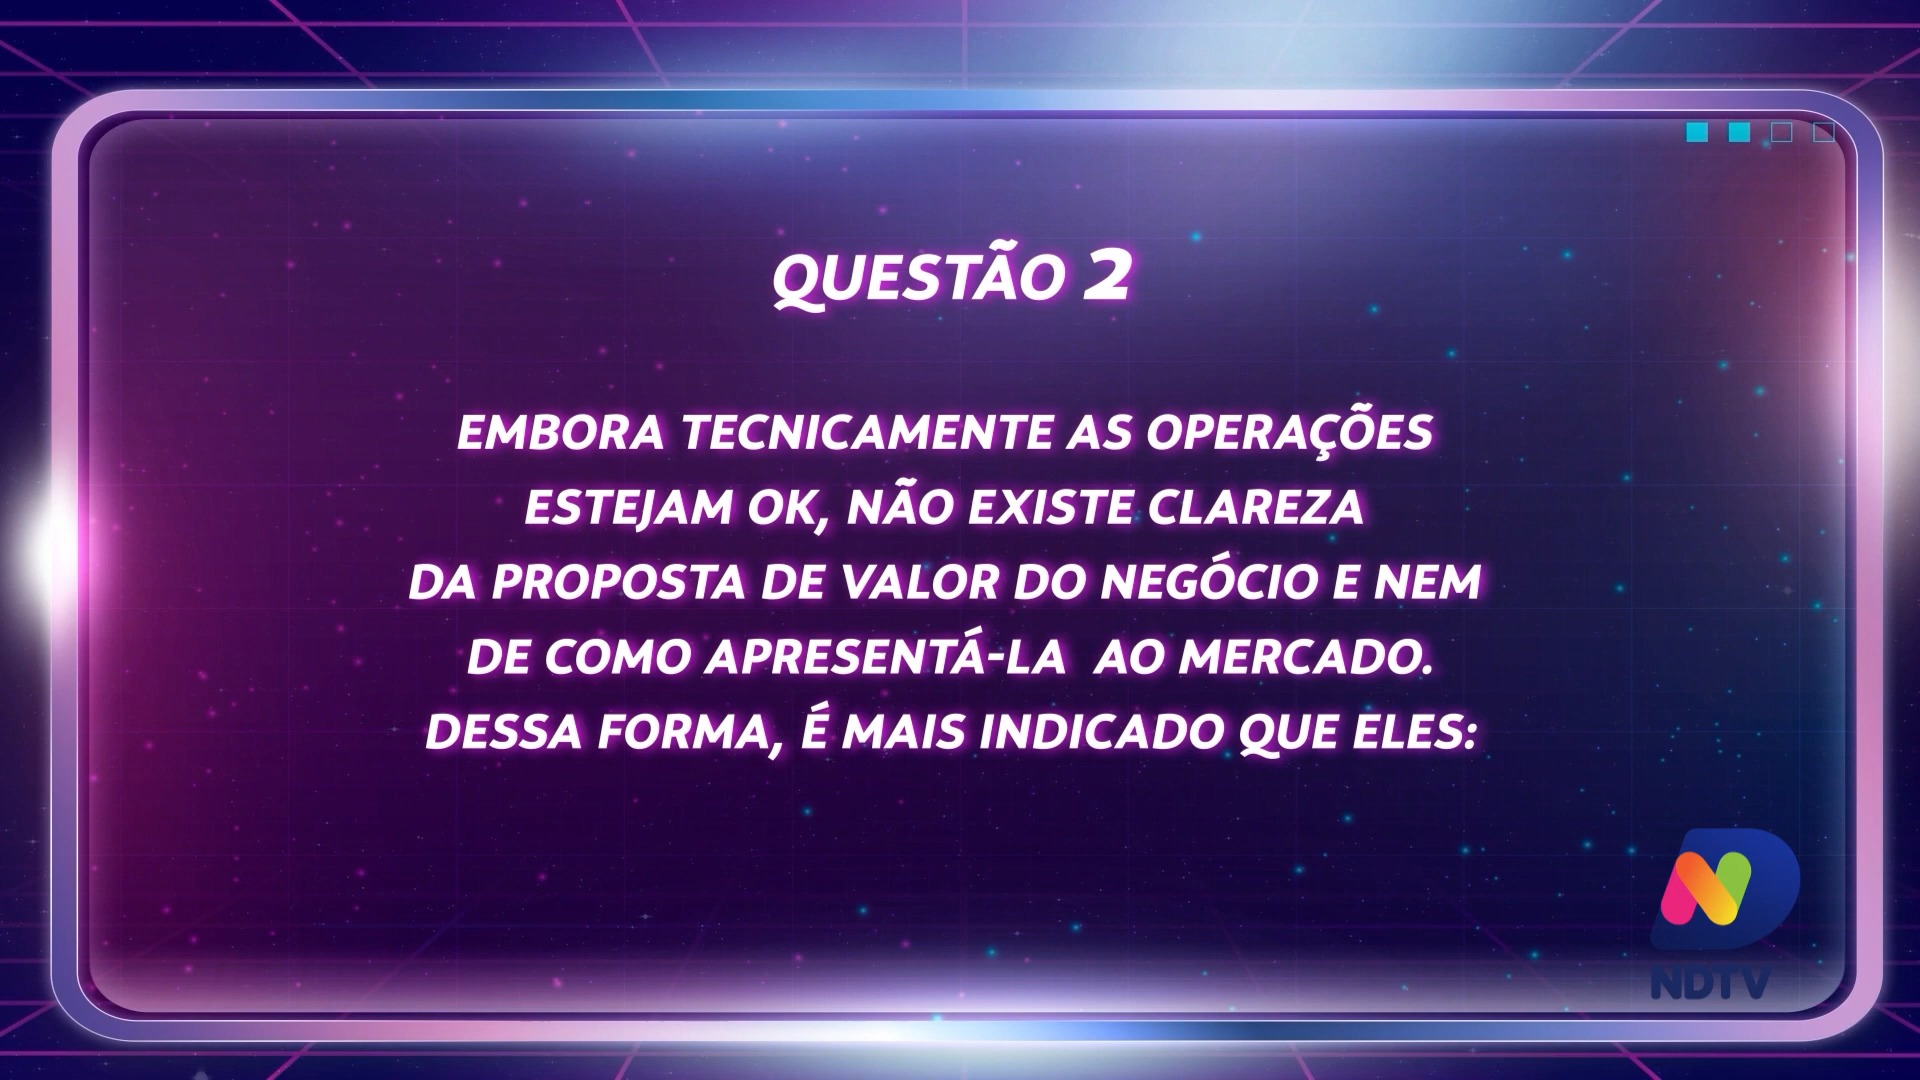 QUESTÃO 2
EMBORA TECNICAMENTE AS OPERAÇÕES
ESTEJAM OK, NÃO EXISTE CLAREZA
DA PROPOSTA DE VALOR DO NEGÓCIO E NEM
DE COMO APRESENTÁ-LA AO MERCADO.
DESSA FORMA, É MAIS INDICADO QUE ELES:
NDTV